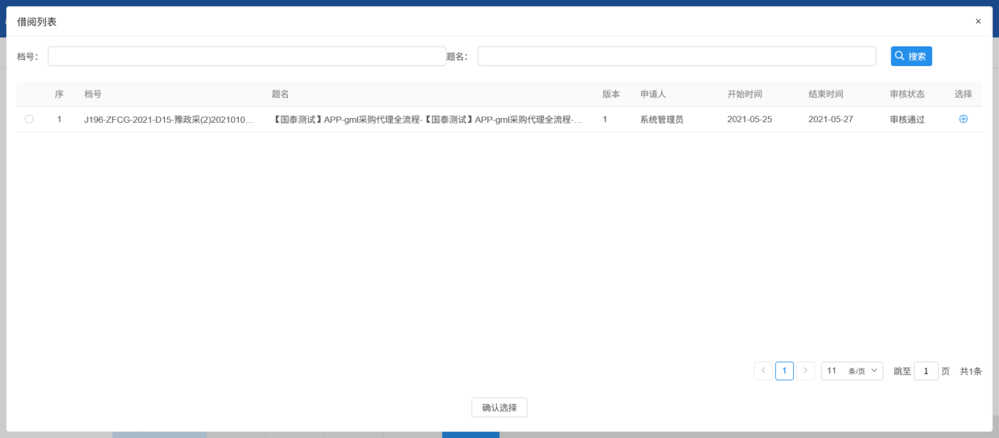 借阅列表 ×
档号： 题名： 搜索
序 档号 题名 版本 申请人 开始时间 结束时间 审核状态 选择
1 J196-ZFCG-2021-D15-豫政采(2)2021010... 【国泰测试】APP-gml采购代理全流程-【国泰测试】APP-gml采购代理全流程-... 1 系统管理员 2021-05-25 2021-05-27 审核通过
< 1 > 11 条/页 跳至 1 页 共1条
确认选择